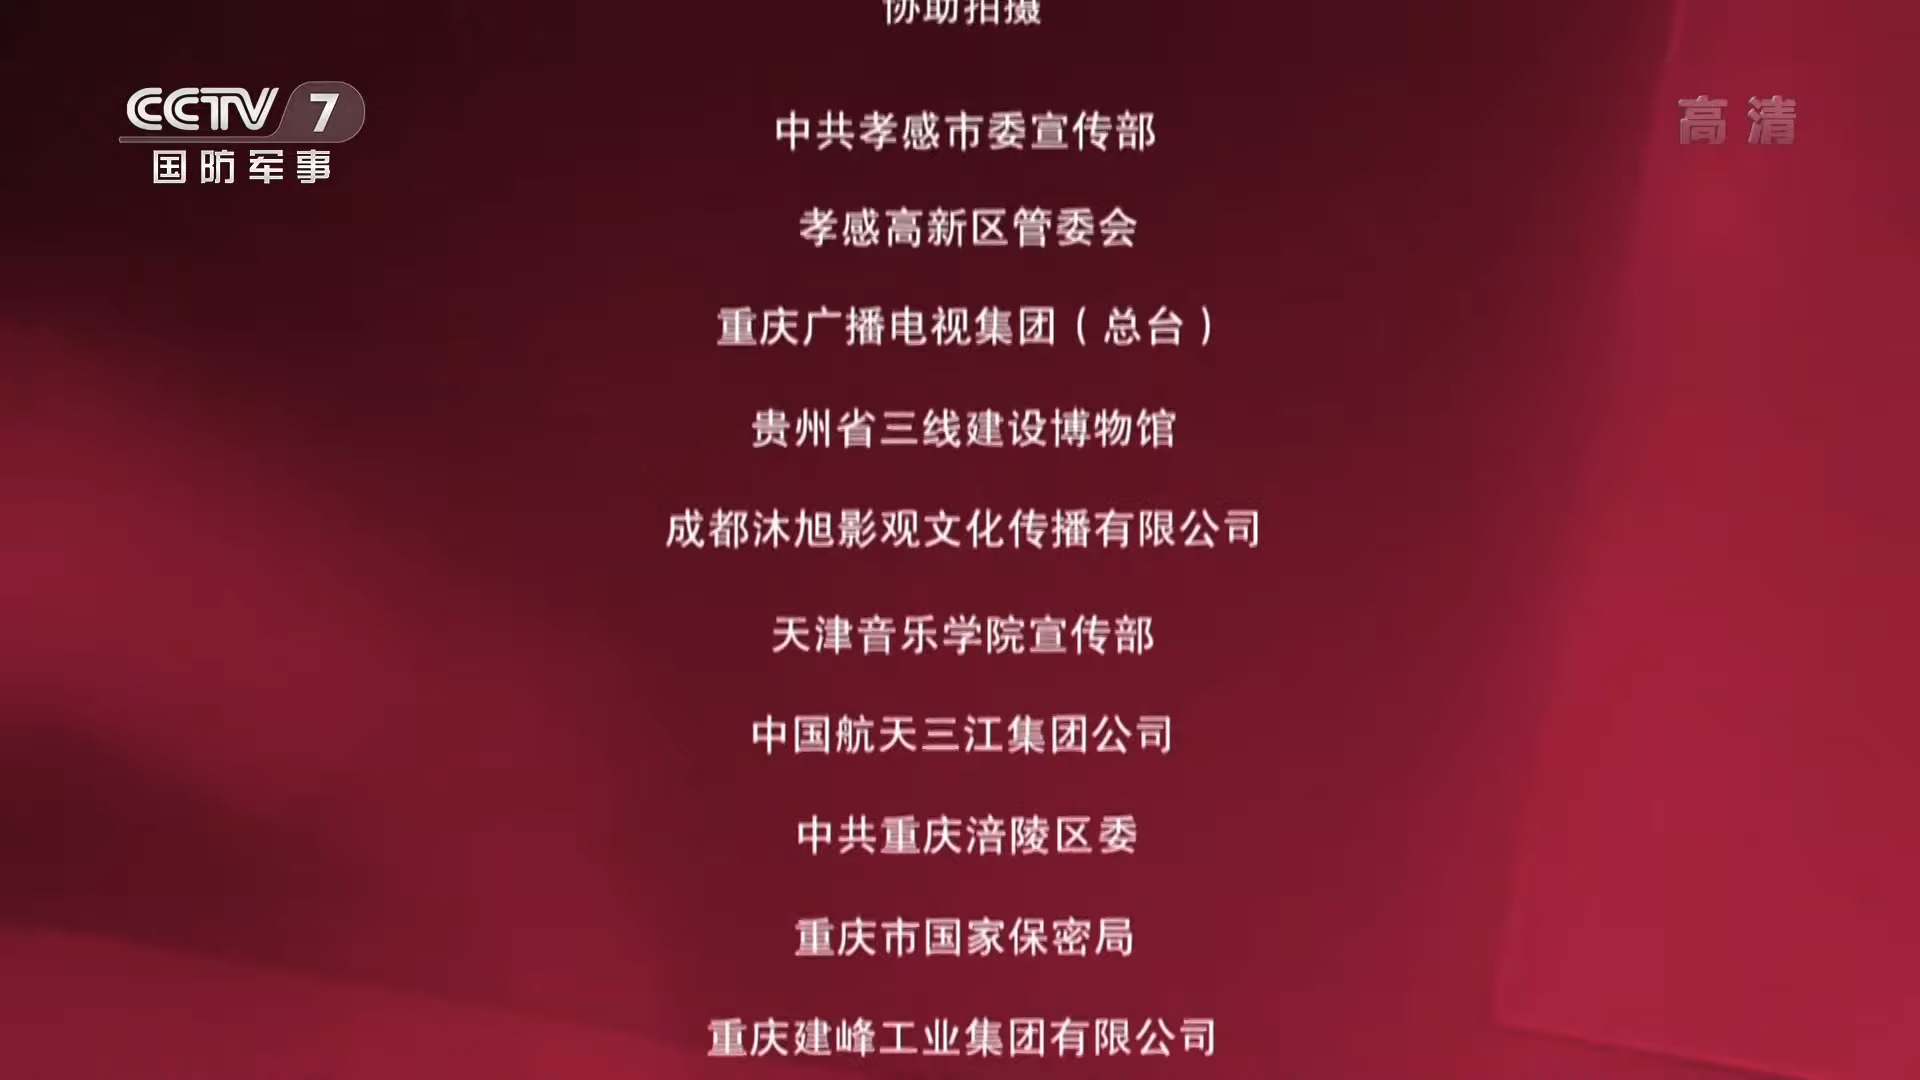 协助拍摄
CCTV 7
国防军事
高清
中共孝感市委宣传部
孝感高新区管委会
重庆广播电视集团（总台）
贵州省三线建设博物馆
成都沐旭影观文化传播有限公司
天津音乐学院宣传部
中国航天三江集团公司
中共重庆涪陵区委
重庆市国家保密局
重庆建峰工业集团有限公司